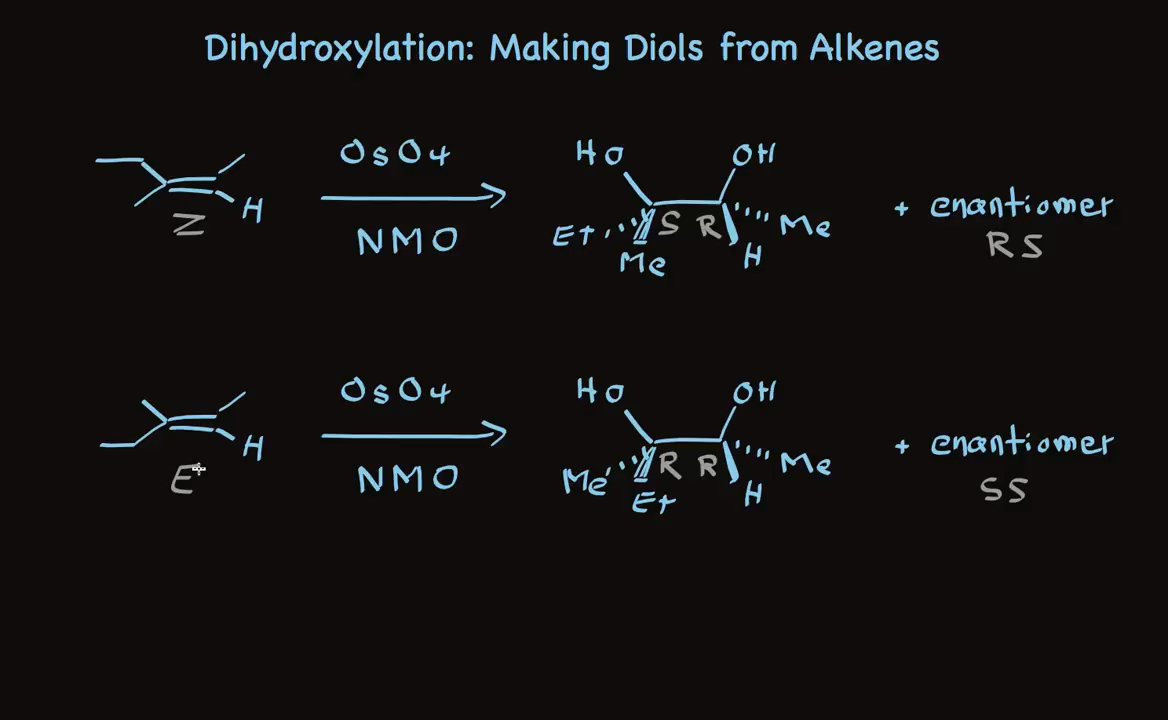 Dihydroxylation: Making Diols from Alkenes
OsO4
HO OH
H
Z
NMO
Et S R Me
Me H
+ enantiomer
RS
OsO4
HO OH
H
E
NMO
Me R R Me
Et H
+ enantiomer
SS